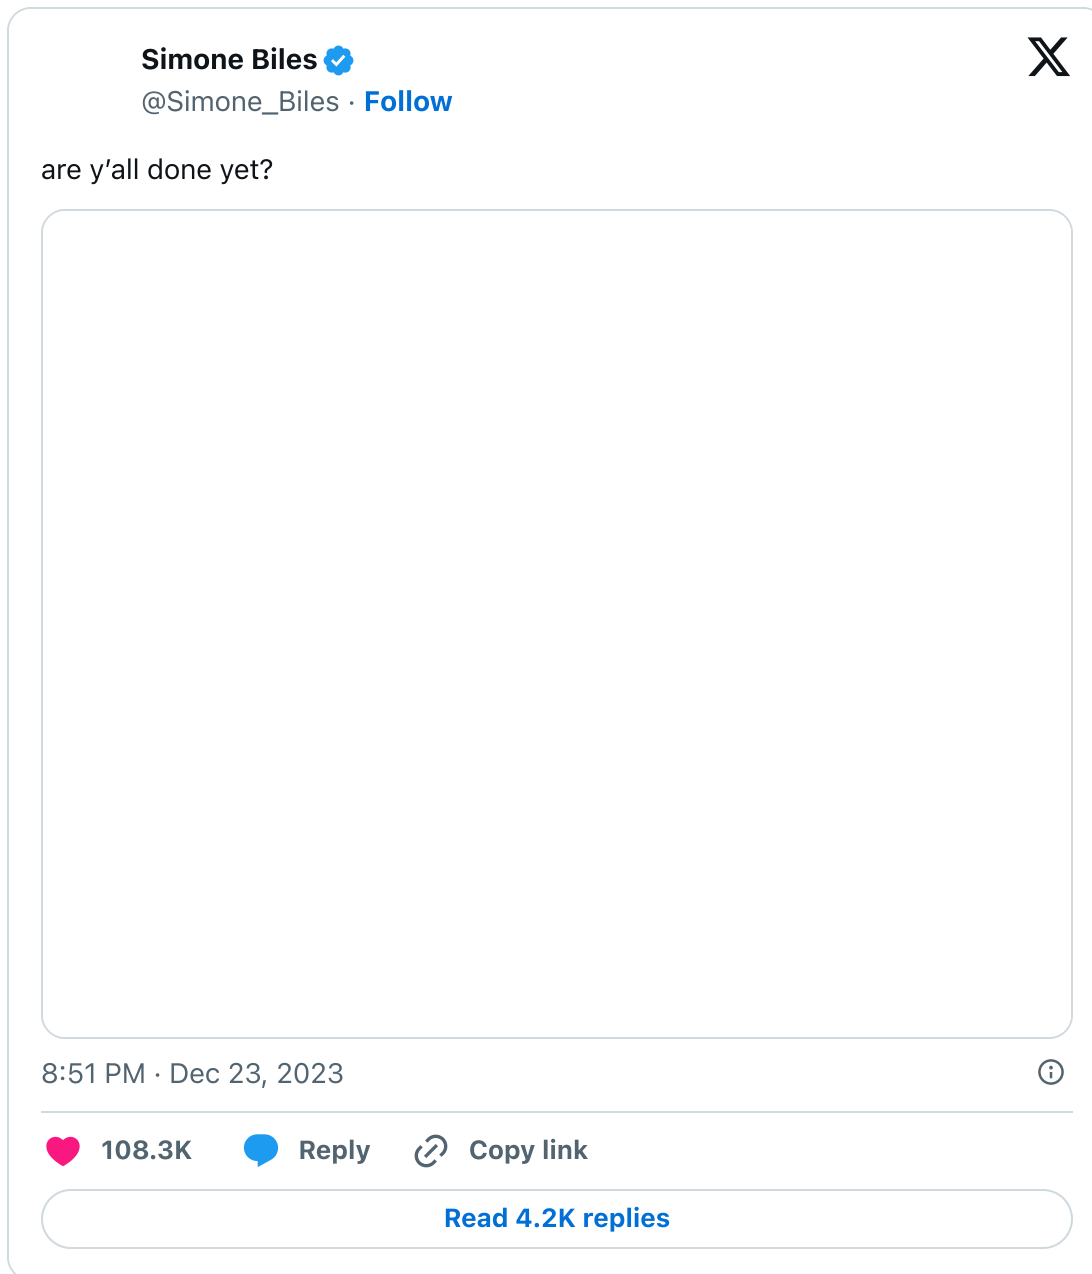 Simone Biles
@Simone_Biles · Follow
are y’all done yet?
8:51 PM · Dec 23, 2023
108.3K Reply Copy link
Read 4.2K replies